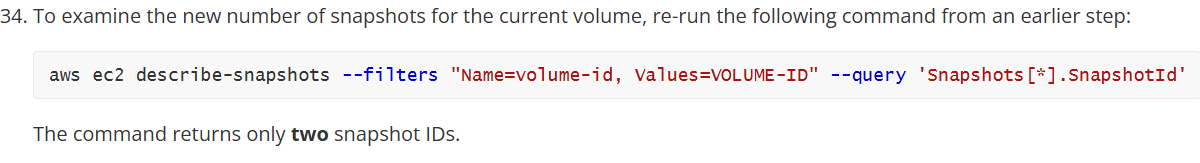 34. To examine the new number of snapshots for the current volume, re-run the following command from an earlier step:
aws ec2 describe-snapshots --filters "Name=volume-id, Values=VOLUME-ID" --query 'Snapshots[*].SnapshotId'
The command returns only two snapshot IDs.